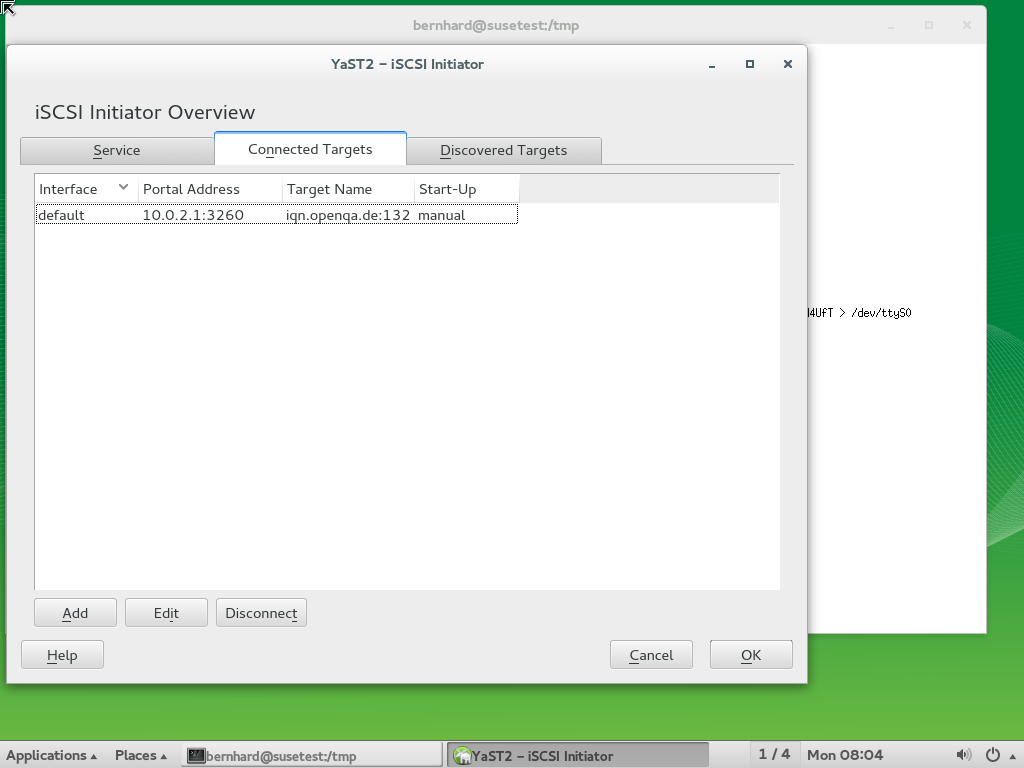 bernhard@susetest:/tmp
YaST2 - iSCSI Initiator
iSCSI Initiator Overview
Service Connected Targets Discovered Targets
Interface Portal Address Target Name Start-Up
default 10.0.2.1:3260 iqn.openqa.de:132 manual
4UfT > /dev/ttyS0
Add Edit Disconnect
Help Cancel OK
Applications Places bernhard@susetest:/tmp YaST2 - iSCSI Initiator 1 / 4 Mon 08:04